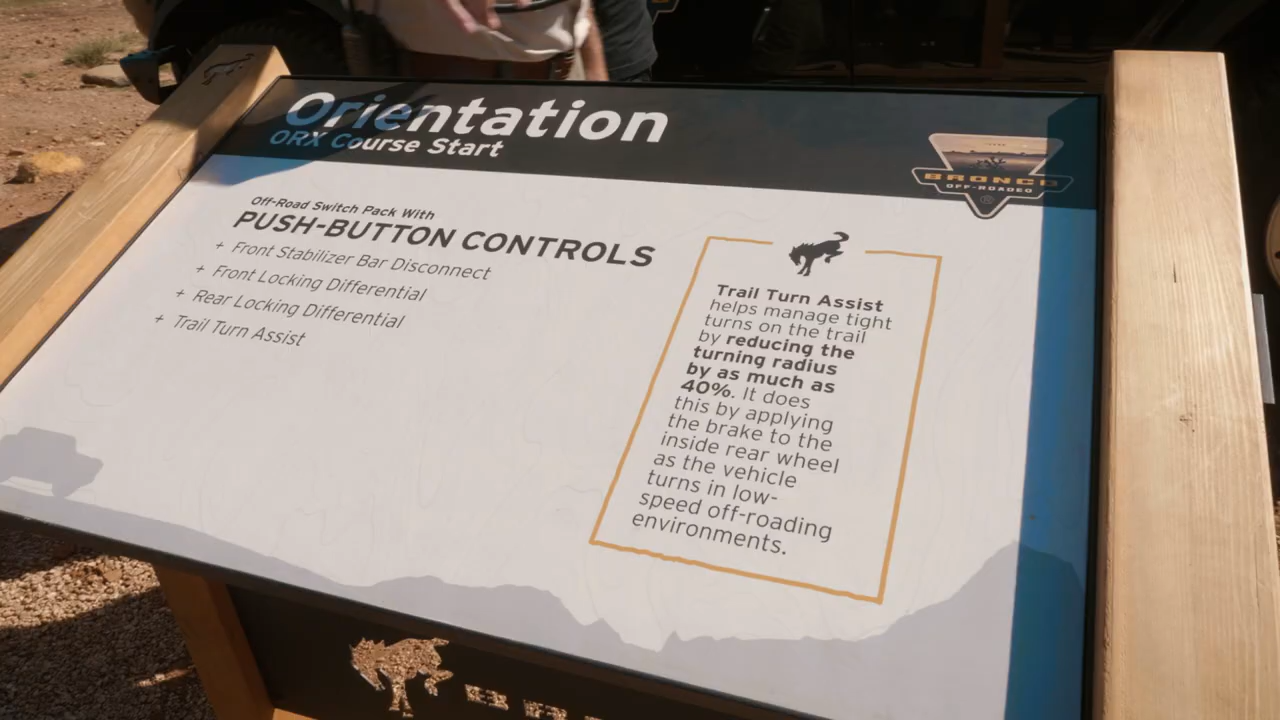 Orientation
ORX Course Start
BRONCO
OFF-ROADEO
Off-Road Switch Pack With
PUSH-BUTTON CONTROLS
+ Front Stabilizer Bar Disconnect
+ Front Locking Differential
+ Rear Locking Differential
+ Trail Turn Assist
Trail Turn Assist
helps manage tight
turns on the trail
by reducing the
turning radius
by as much as
40%. It does
this by applying
the brake to the
inside rear wheel
as the vehicle
turns in low-
speed off-roading
environments.